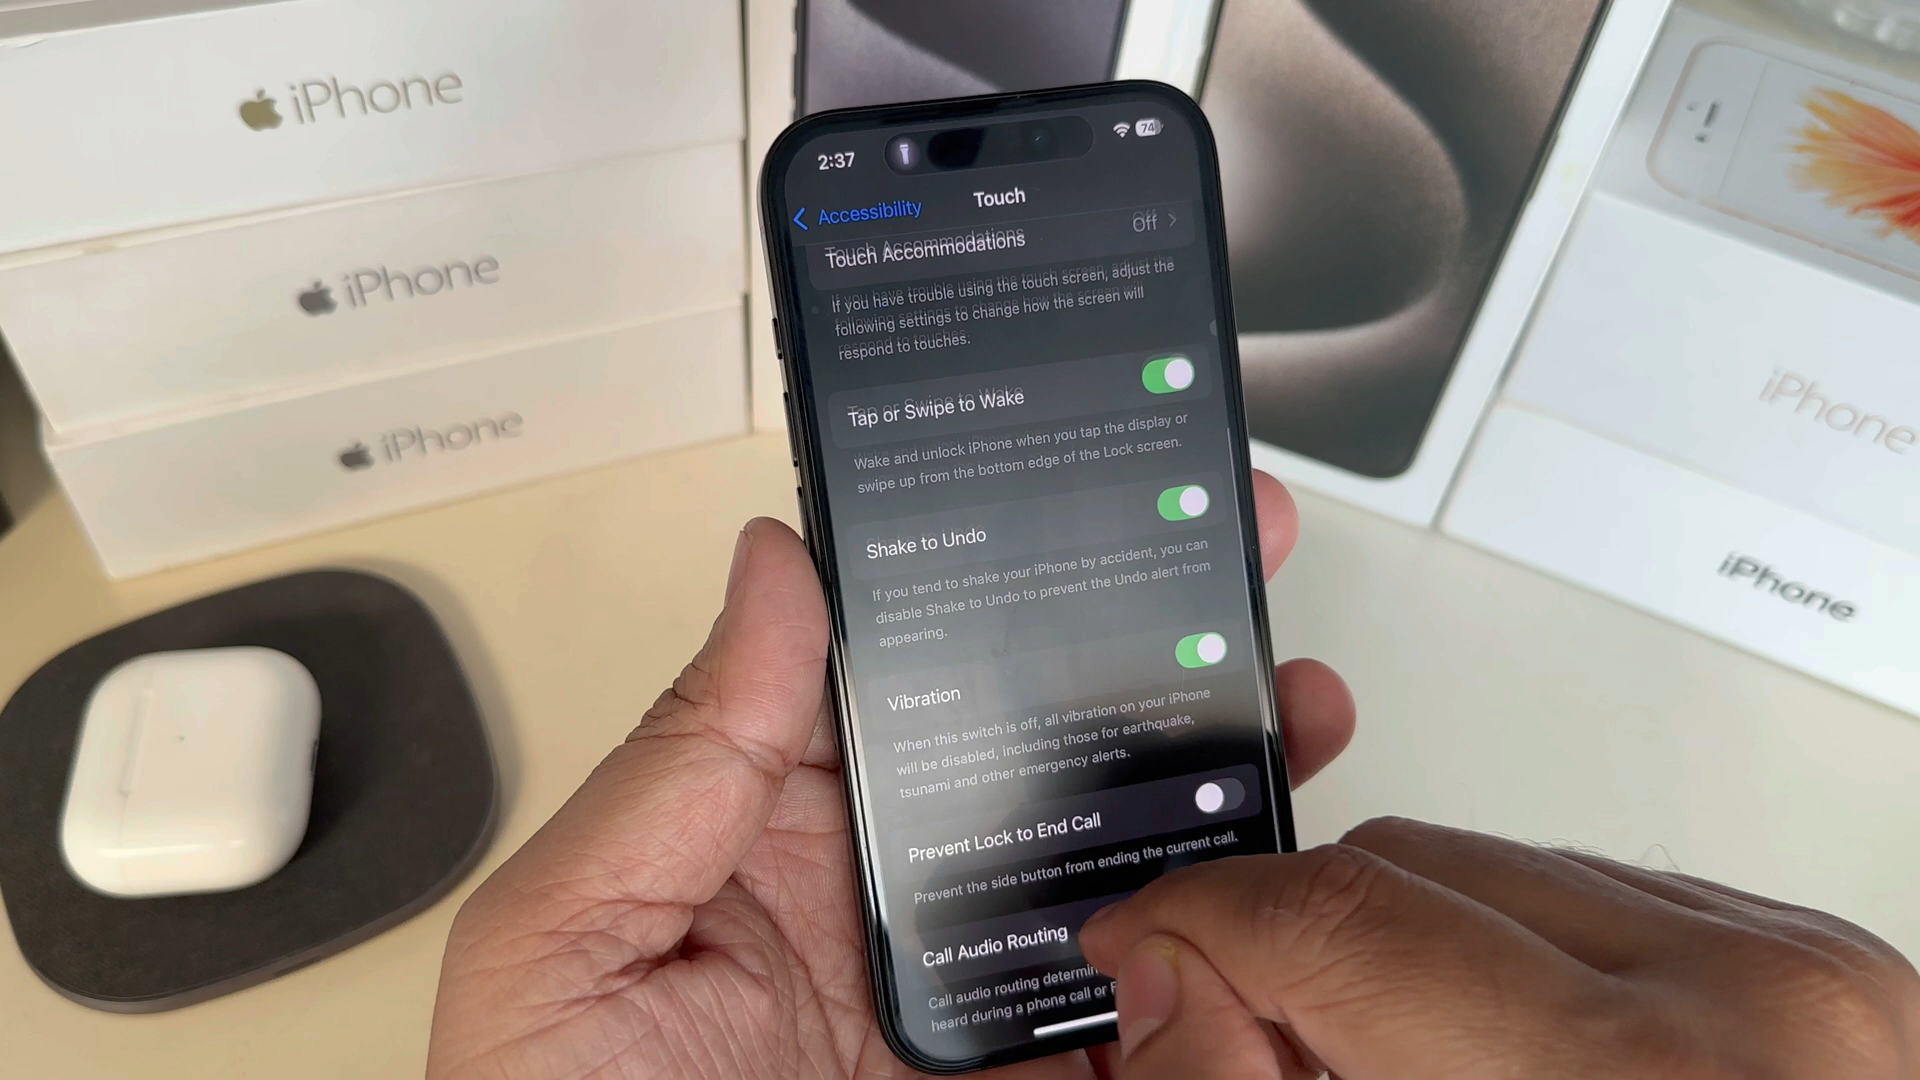 iPhone
iPhone
iPhone
2:37
74
Accessibility
Touch
Touch Accommodations
Off
If you have trouble using the touch screen, adjust the
following settings to change how the screen will
respond to touches.
Tap or Swipe to Wake
Wake and unlock iPhone when you tap the display or
swipe up from the bottom edge of the Lock screen.
Shake to Undo
If you tend to shake your iPhone by accident, you can
disable Shake to Undo to prevent the Undo alert from
appearing.
Vibration
When this switch is off, all vibration on your iPhone
will be disabled, including those for earthquake,
tsunami and other emergency alerts.
Prevent Lock to End Call
Prevent the side button from ending the current call.
Call Audio Routing
Call audio routing determin
heard during a phone call or F
iPhone
iPhone